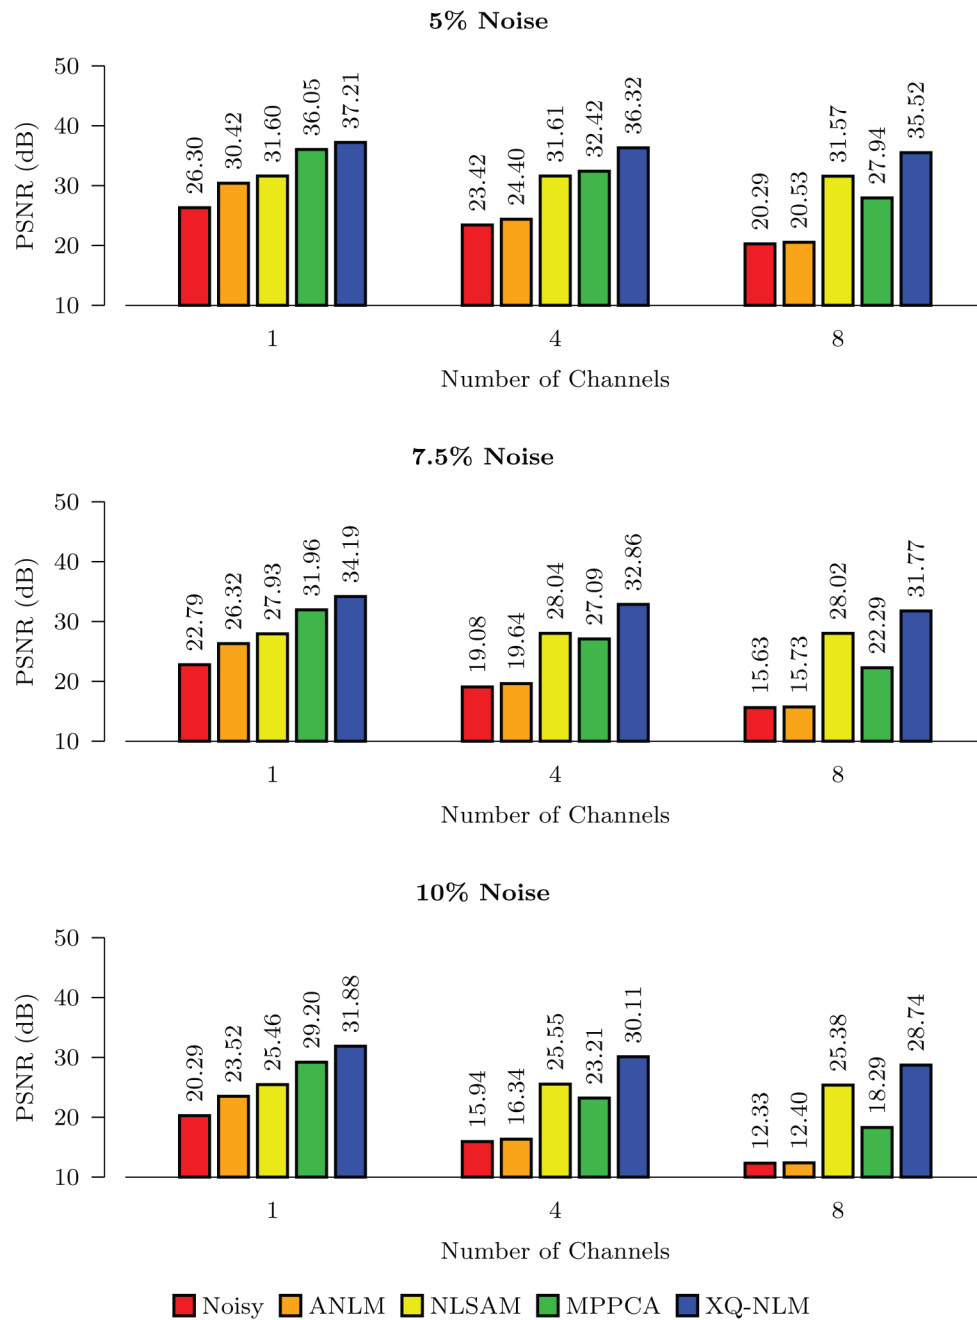 5% Noise
50
40
30
20
10
PSNR (dB)
26.30 30.42 31.60 36.05 37.21
23.42 24.40 31.61 32.42 36.32
20.29 20.53 31.57 27.94 35.52
1 4 8
Number of Channels
7.5% Noise
50
40
30
20
10
PSNR (dB)
22.79 26.32 27.93 31.96 34.19
19.08 19.64 28.04 27.09 32.86
15.63 15.73 28.02 22.29 31.77
1 4 8
Number of Channels
10% Noise
50
40
30
20
10
PSNR (dB)
20.29 23.52 25.46 29.20 31.88
15.94 16.34 25.55 23.21 30.11
12.33 12.40 25.38 18.29 28.74
1 4 8
Number of Channels
Noisy ANLM NLSAM MPPCA XQ-NLM